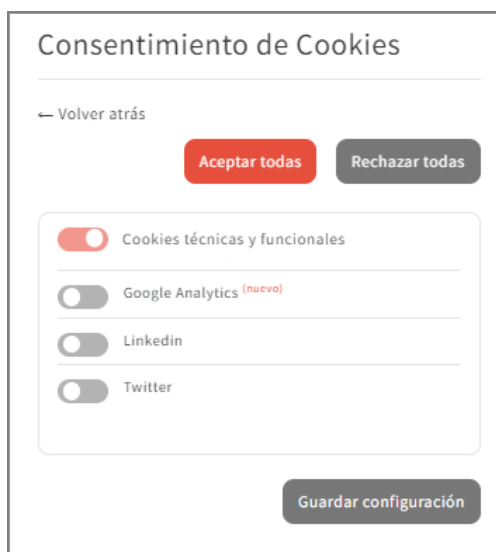 Consentimiento de Cookies
← Volver atrás
Aceptar todas Rechazar todas
Cookies técnicas y funcionales
Google Analytics (nuevo)
Linkedin
Twitter
Guardar configuración